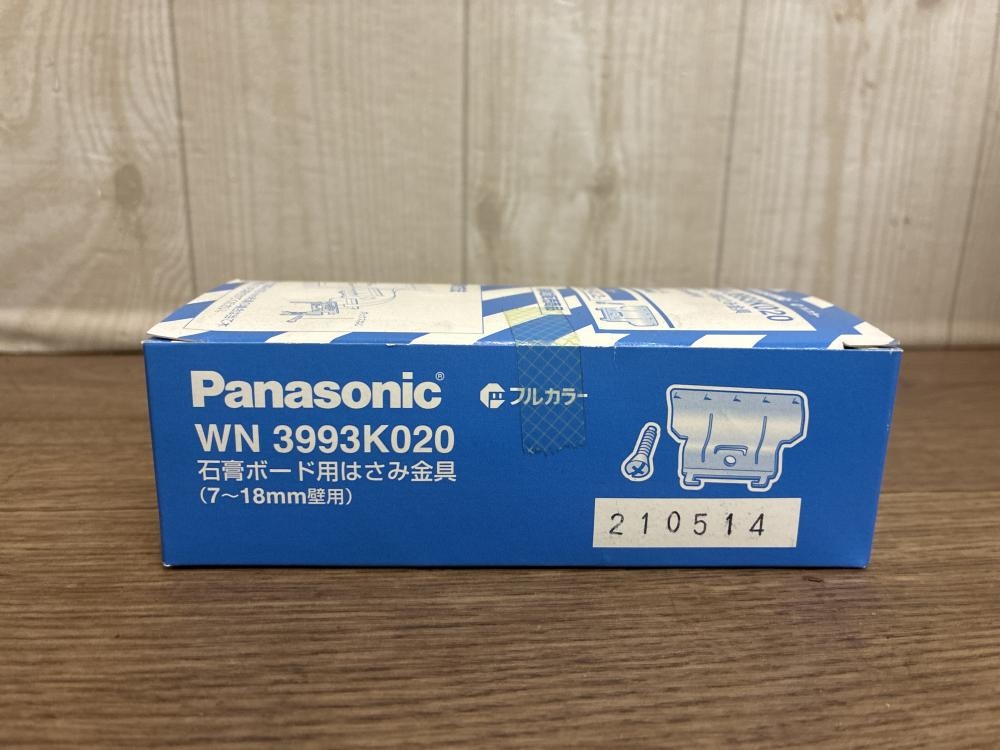 Panasonic®
フルカラー
WN 3993K020
石膏ボード用はさみ金具
(7～18mm壁用)
210514